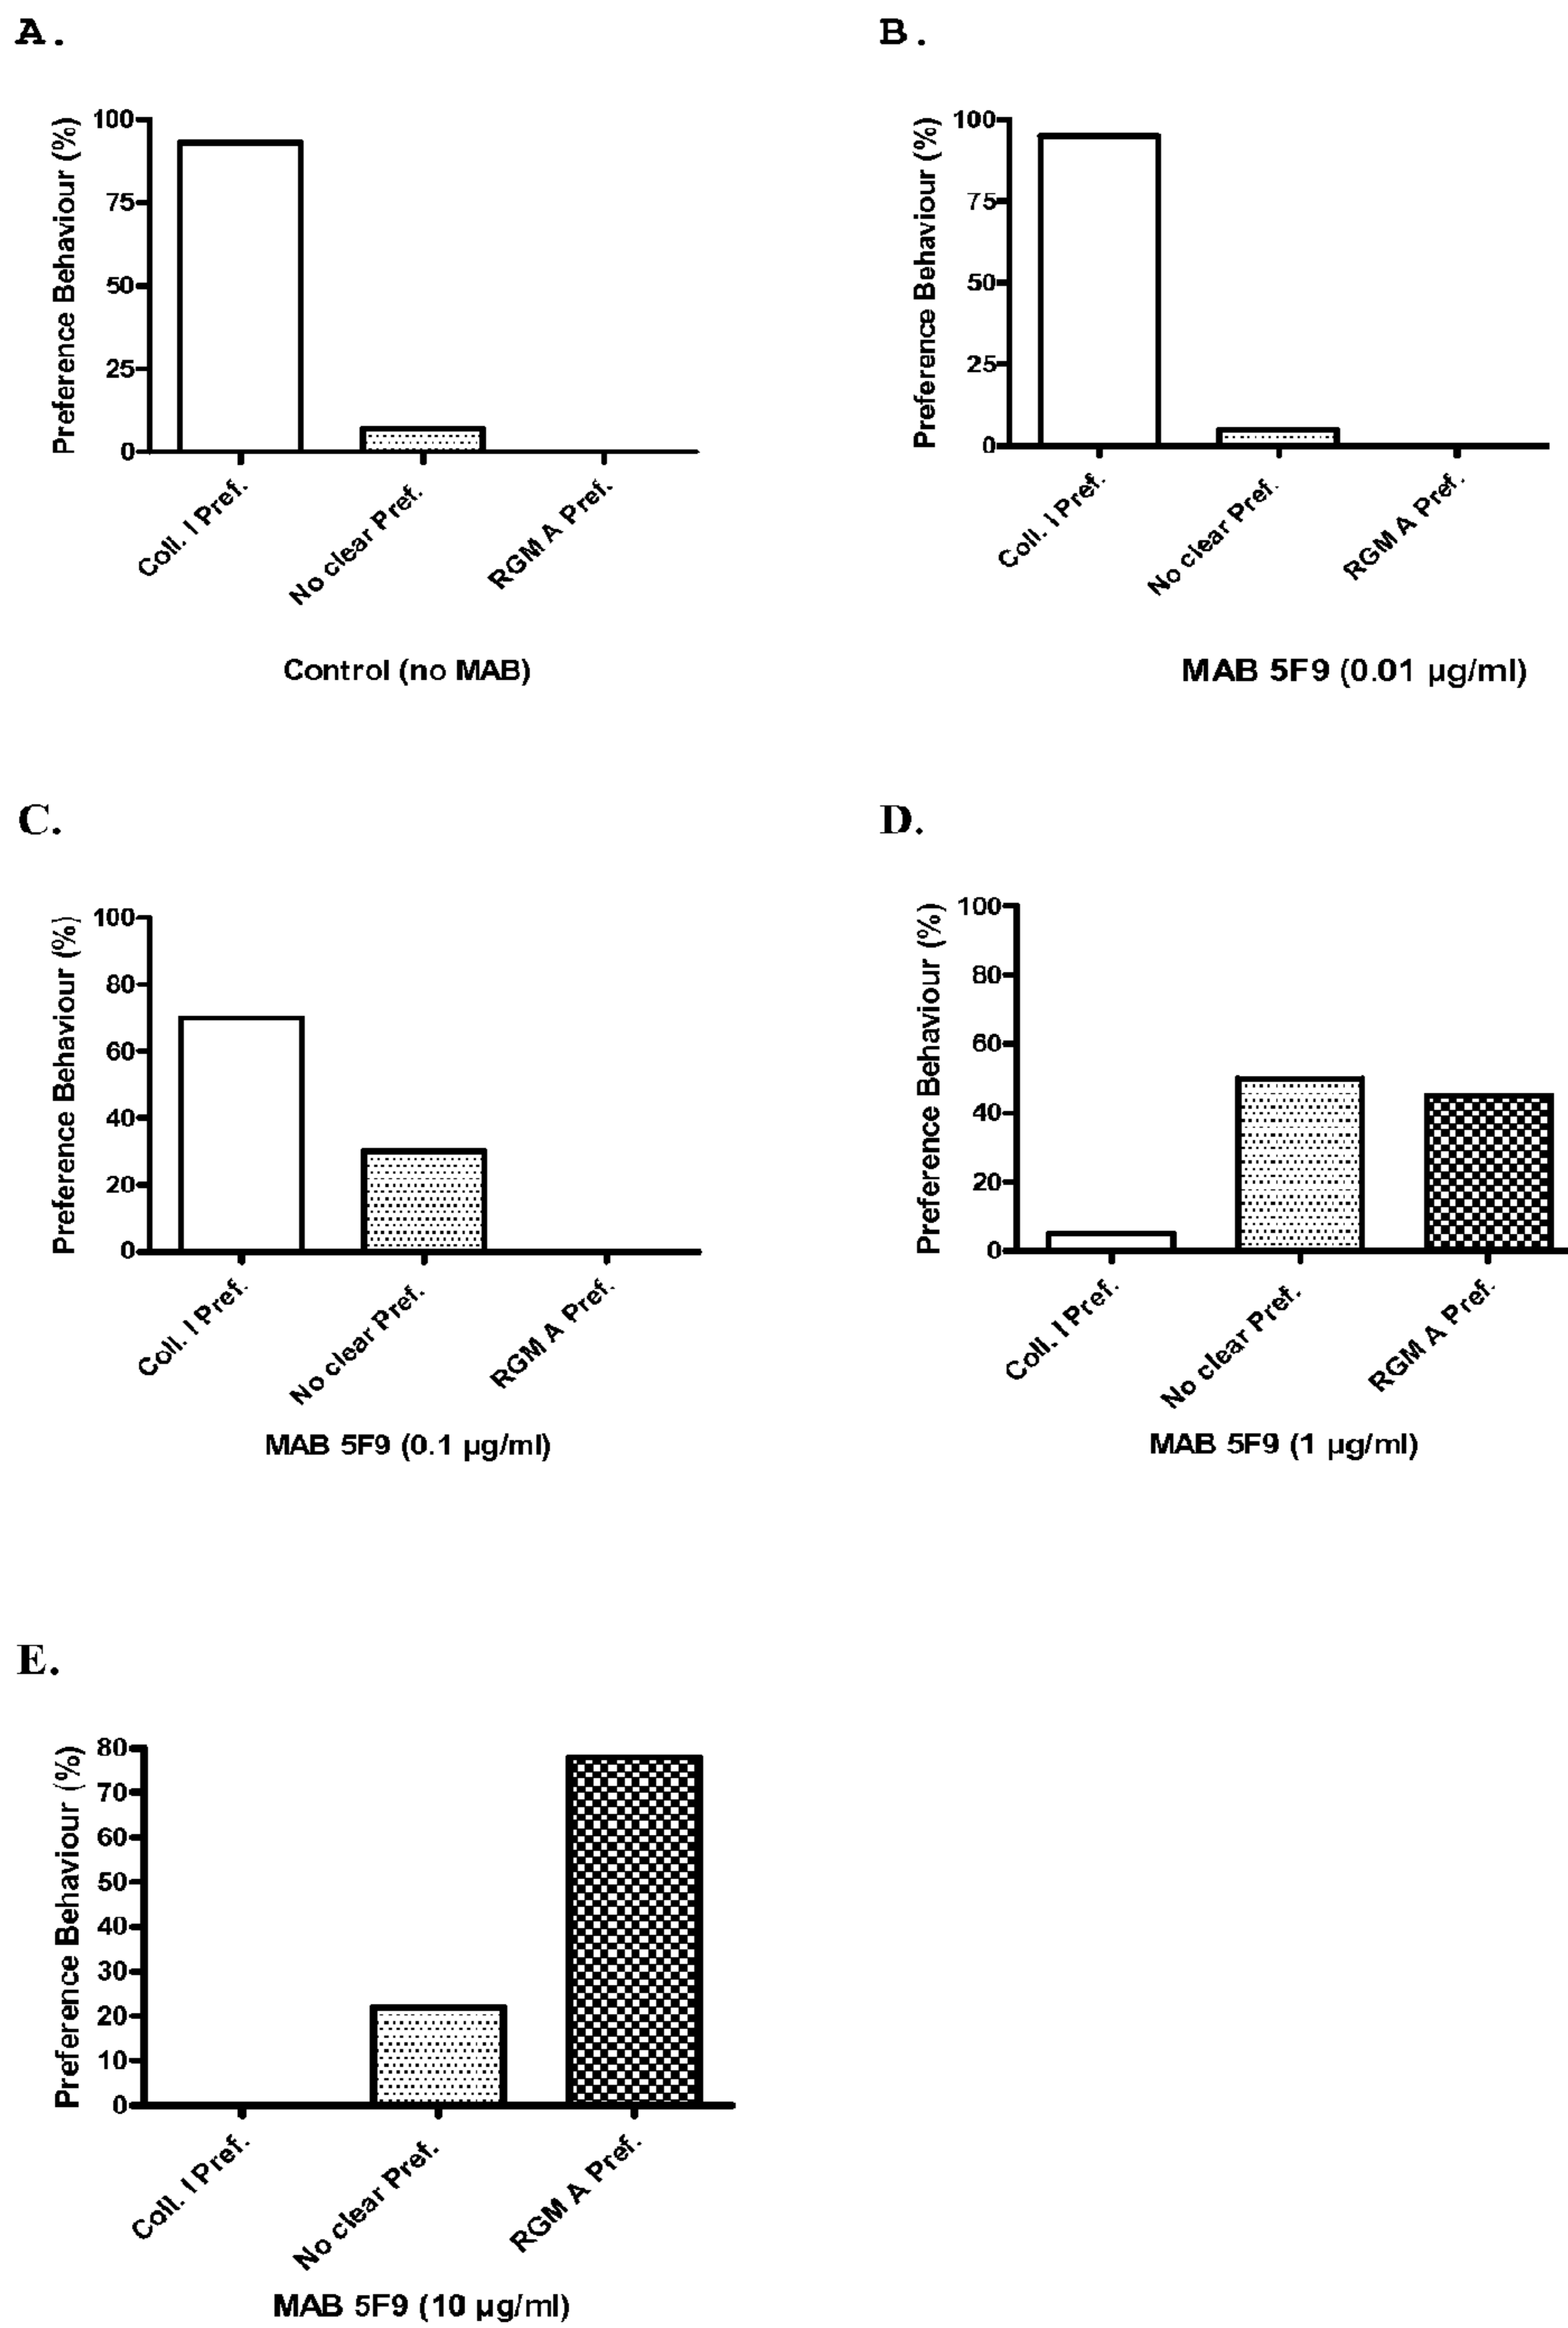 A.
Preference Behaviour (%)
100
75
50
25
0
Coll. I Pref.
No clear Pref.
RGM A Pref.
Control (no MAB)
B.
Preference Behaviour (%)
100
75
50
25
0
Coll. I Pref.
No clear Pref.
RGM A Pref.
MAB 5F9 (0.01 µg/ml)
C.
Preference Behaviour (%)
100
80
60
40
20
0
Coll. I Pref.
No clear Pref.
RGM A Pref.
MAB 5F9 (0.1 µg/ml)
D.
Preference Behaviour (%)
100
80
60
40
20
0
Coll. I Pref.
No clear Pref.
RGM A Pref.
MAB 5F9 (1 µg/ml)
E.
Preference Behaviour (%)
80
70
60
50
40
30
20
10
0
Coll. I Pref.
No clear Pref.
RGM A Pref.
MAB 5F9 (10 µg/ml)